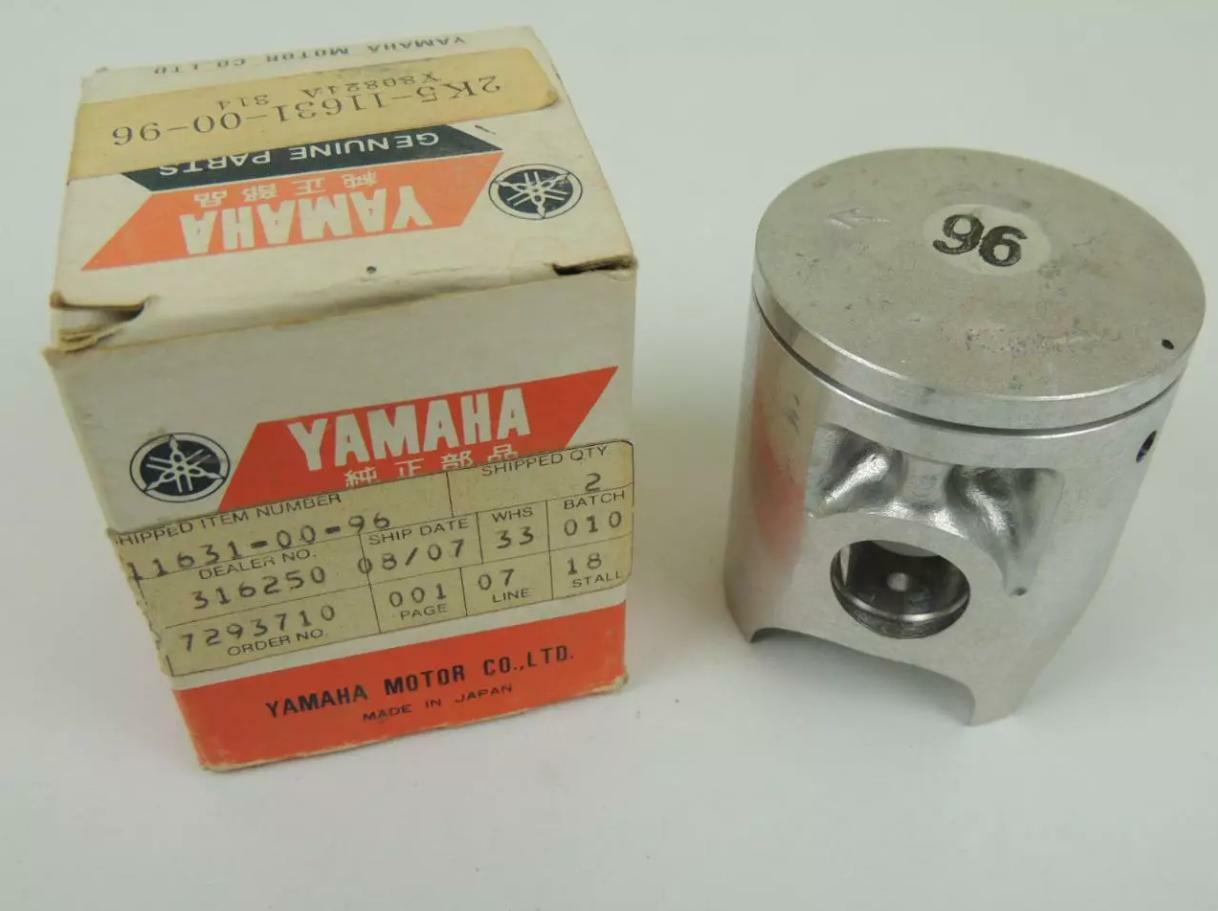 YAMAHA MOTOR CO.,LTD
2K5-11631-00-96
Y80824A S14
GENUINE PARTS
純正部品
YAMAHA
96
YAMAHA
純正部品
SHIPPED ITEM NUMBER
SHIPPED QTY
11631-00-96
2
DEALER NO.
SHIP DATE
WHS
BATCH
316250
08/07
33
010
7293710
001
07
18
ORDER NO.
PAGE
LINE
STALL
YAMAHA MOTOR CO.,LTD.
MADE IN JAPAN